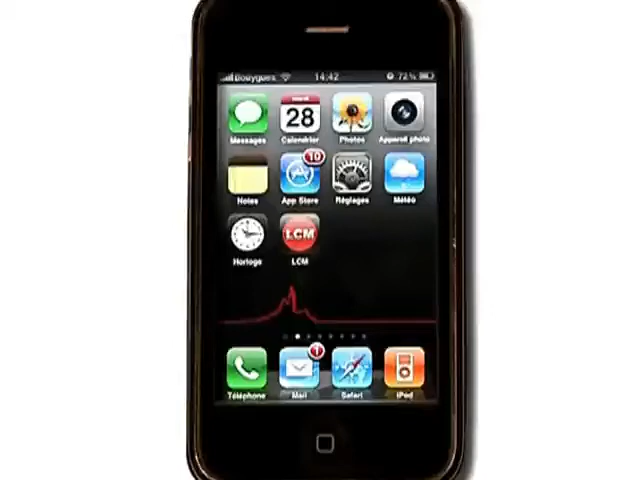 Bouygues 14:42 72 %
28
Messages Calendrier Photos Appareil photo
10
Notes App Store Réglages Météo
LCM
Horloge LCM
1
Téléphone Mail Safari iPod